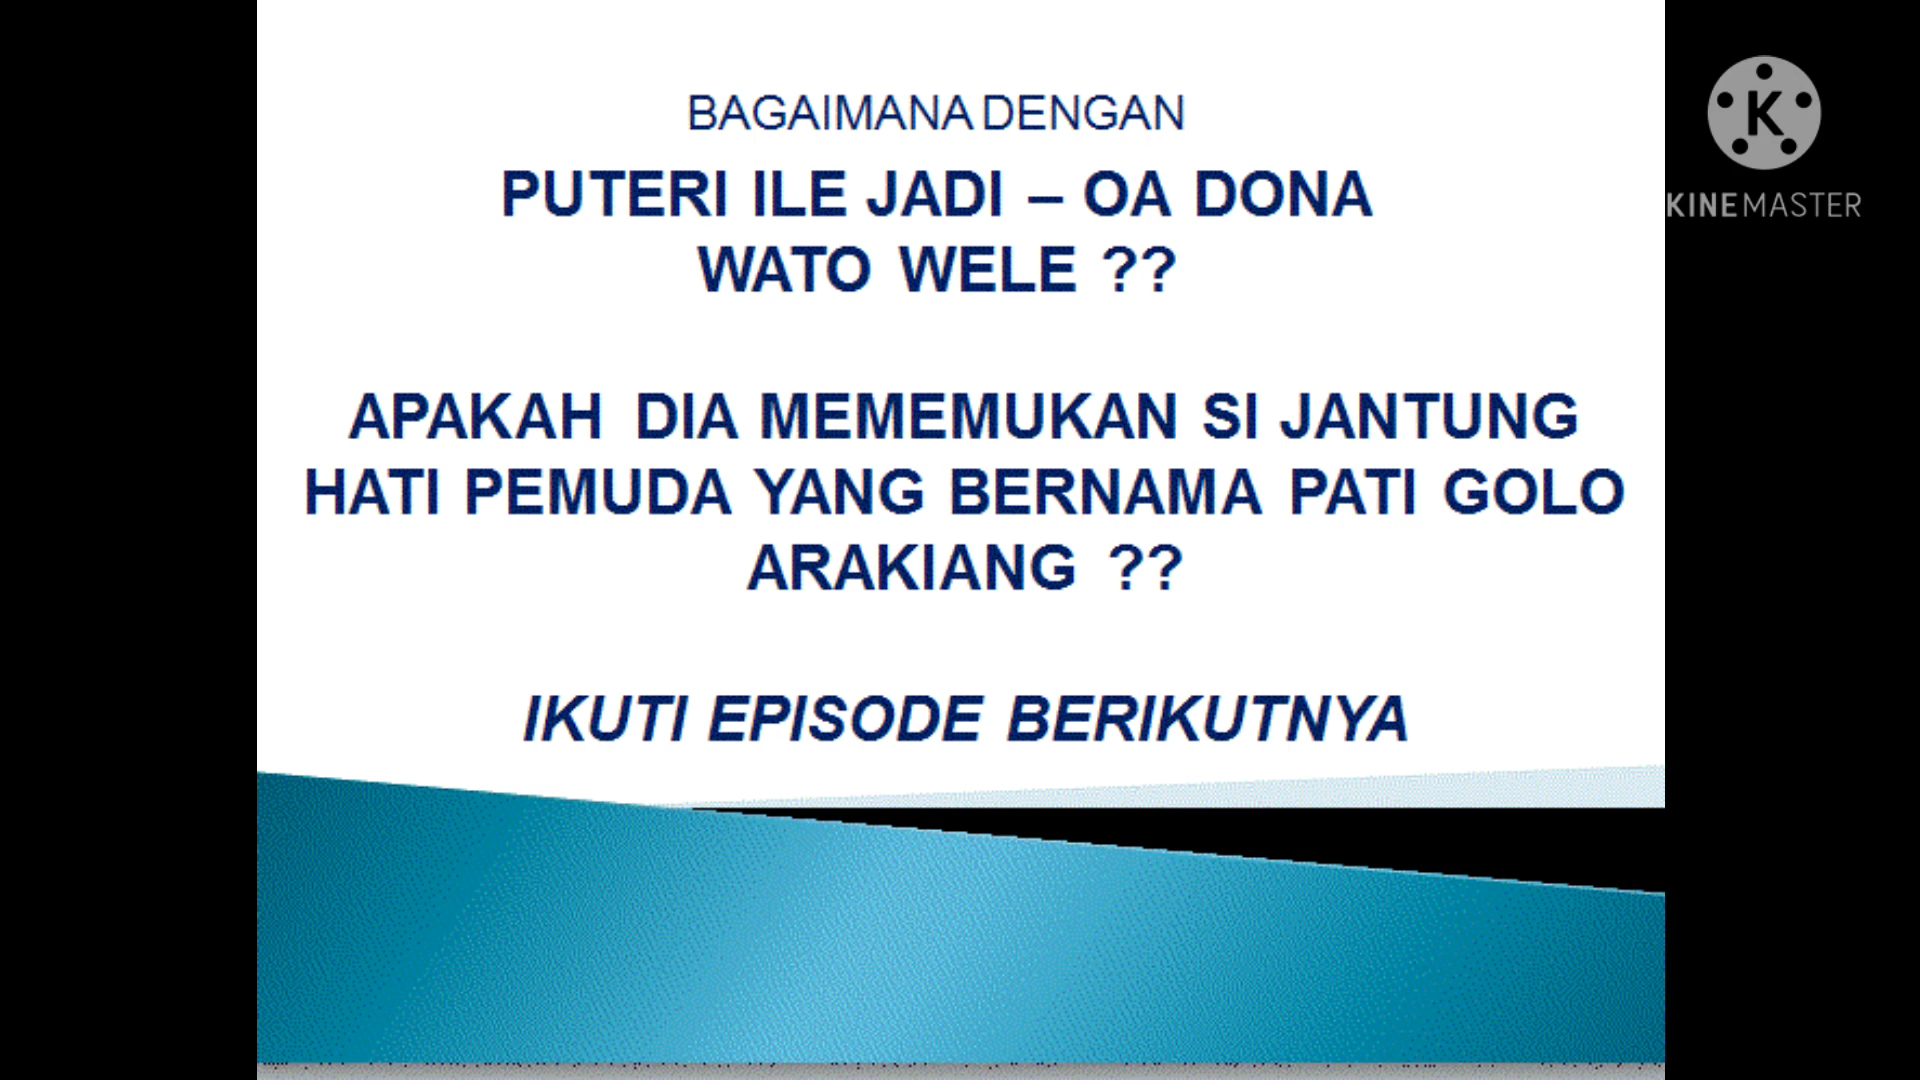 BAGAIMANA DENGAN
PUTERI ILE JADI – OA DONA
WATO WELE ??
APAKAH DIA MEMEMUKAN SI JANTUNG
HATI PEMUDA YANG BERNAMA PATI GOLO
ARAKIANG ??
IKUTI EPISODE BERIKUTNYA
K
KINEMASTER